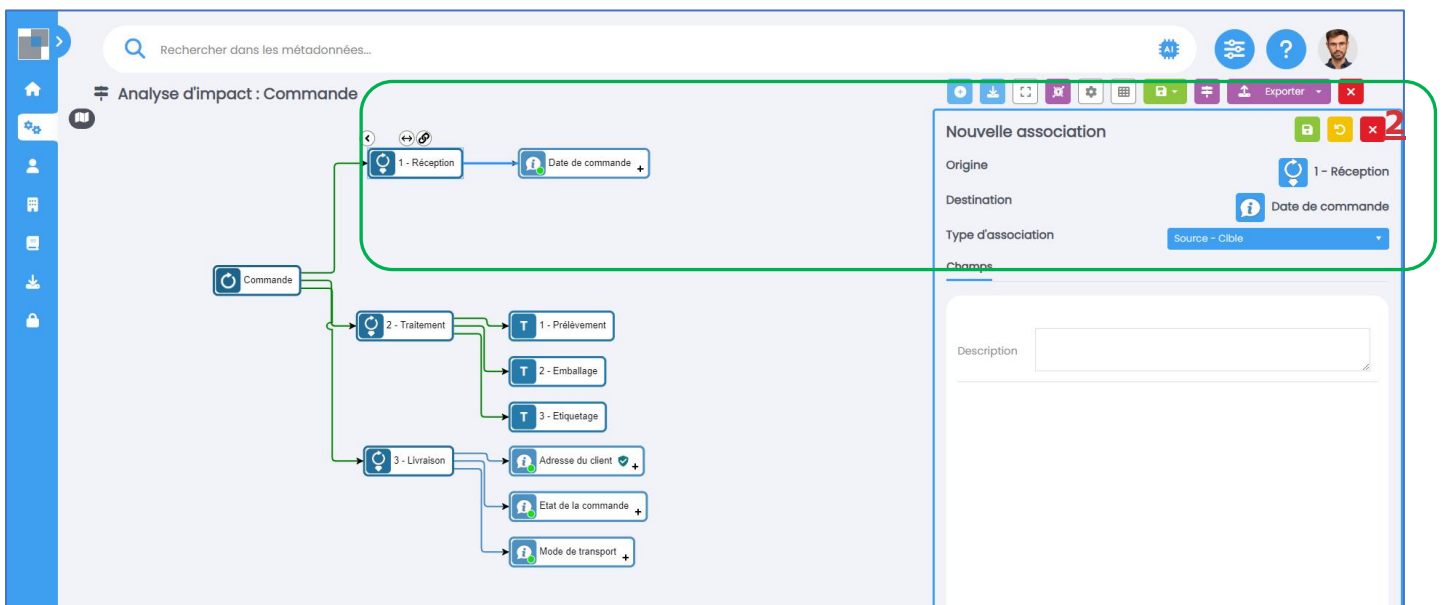 Rechercher dans les métadonnées...
AI
?
Analyse d'impact : Commande
Exporter
2
Nouvelle association
Origine
1 - Réception
Destination
Date de commande
Type d'association
Source - Cible
Champs
Description
1 - Réception
Date de commande
Commande
2 - Traitement
T 1 - Prélèvement
T 2 - Emballage
T 3 - Etiquetage
3 - Livraison
Adresse du client
Etat de la commande
Mode de transport